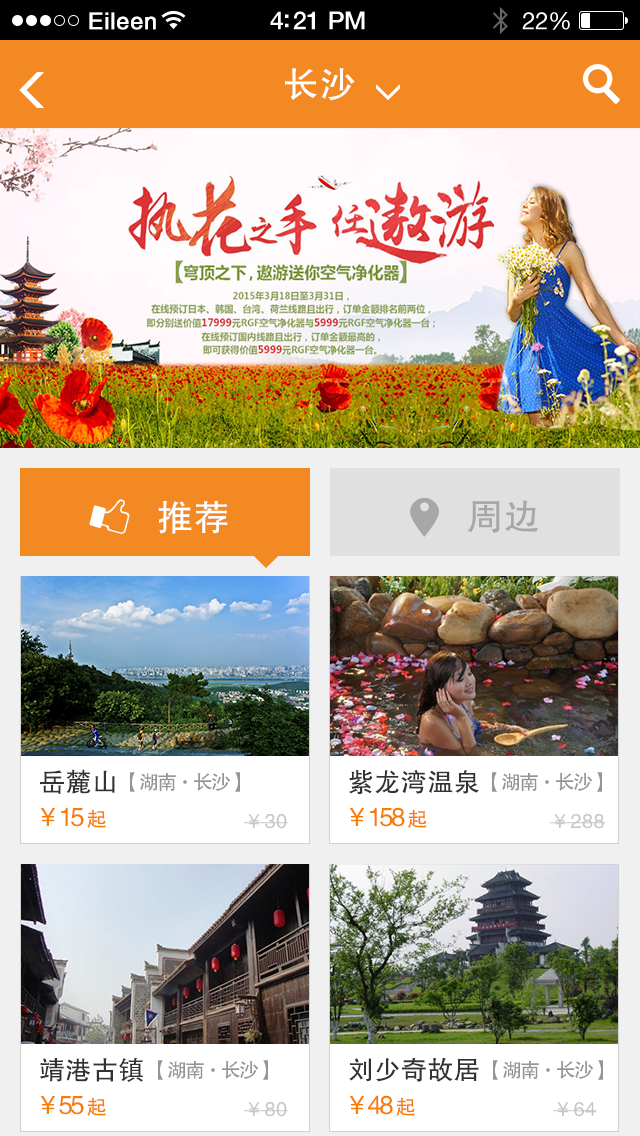 Eileen 4:21 PM 22%
长沙
执花之手 任遨游
【穹顶之下，遨游送你空气净化器】
2015年3月18日至3月31日，
在线预订日本、韩国、台湾、荷兰线路且出行，订单金额排名前两位，
即分别送价值17999元RGF空气净化器与5999元RGF空气净化器一台；
在线预订国内线路且出行，订单金额最高的，
即可获得价值5999元RGF空气净化器一台。
推荐 周边
岳麓山【湖南·长沙】
￥15起 ￥30
紫龙湾温泉【湖南·长沙】
￥158起 ￥288
靖港古镇【湖南·长沙】
￥55起 ￥80
刘少奇故居【湖南·长沙】
￥48起 ￥64